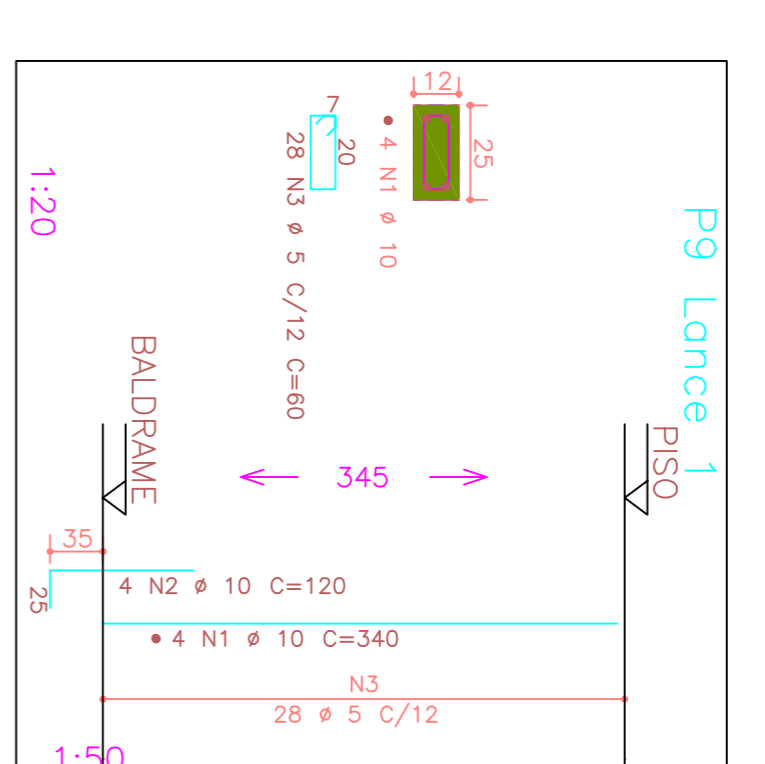 P9 Lance 1
12
25
4 N1 ø 10
7
20
28 N3 ø 5 C/12 C=60
1:20
BALDRAME
PISO
345
35
25
4 N2 ø 10 C=120
4 N1 ø 10 C=340
N3
28 ø 5 C/12
1:50